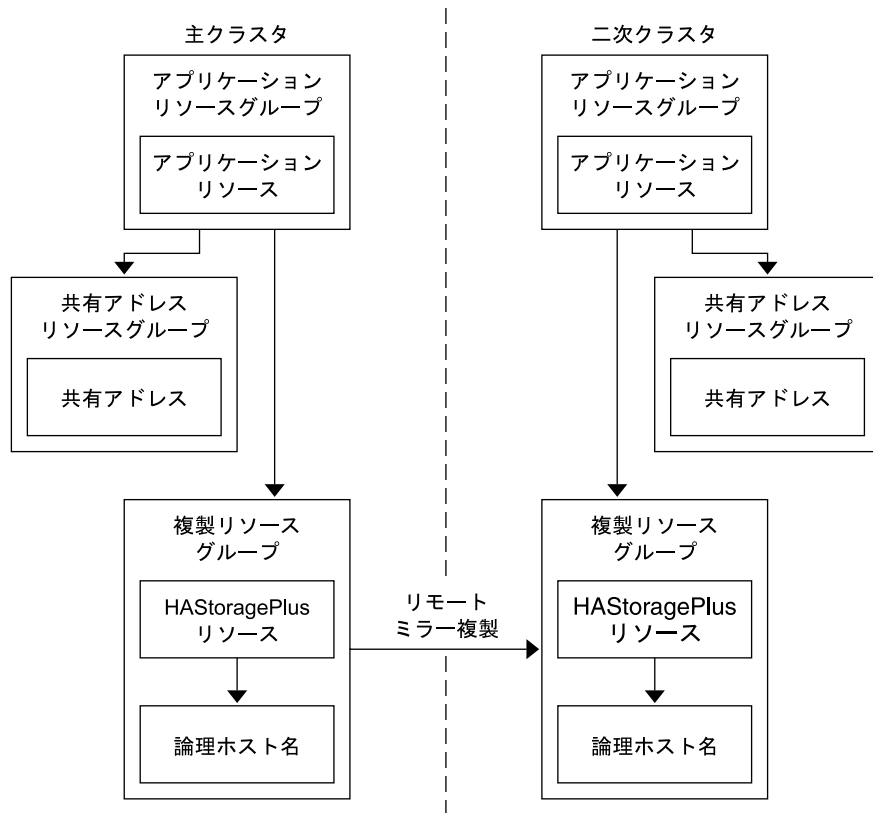 主クラスタ
アプリケーション
リソースグループ
アプリケーション
リソース
共有アドレス
リソースグループ
共有アドレス
複製リソース
グループ
HAStoragePlus
リソース
論理ホスト名
リモート
ミラー複製
二次クラスタ
アプリケーション
リソースグループ
アプリケーション
リソース
共有アドレス
リソースグループ
共有アドレス
複製リソース
グループ
HAStoragePlus
リソース
論理ホスト名